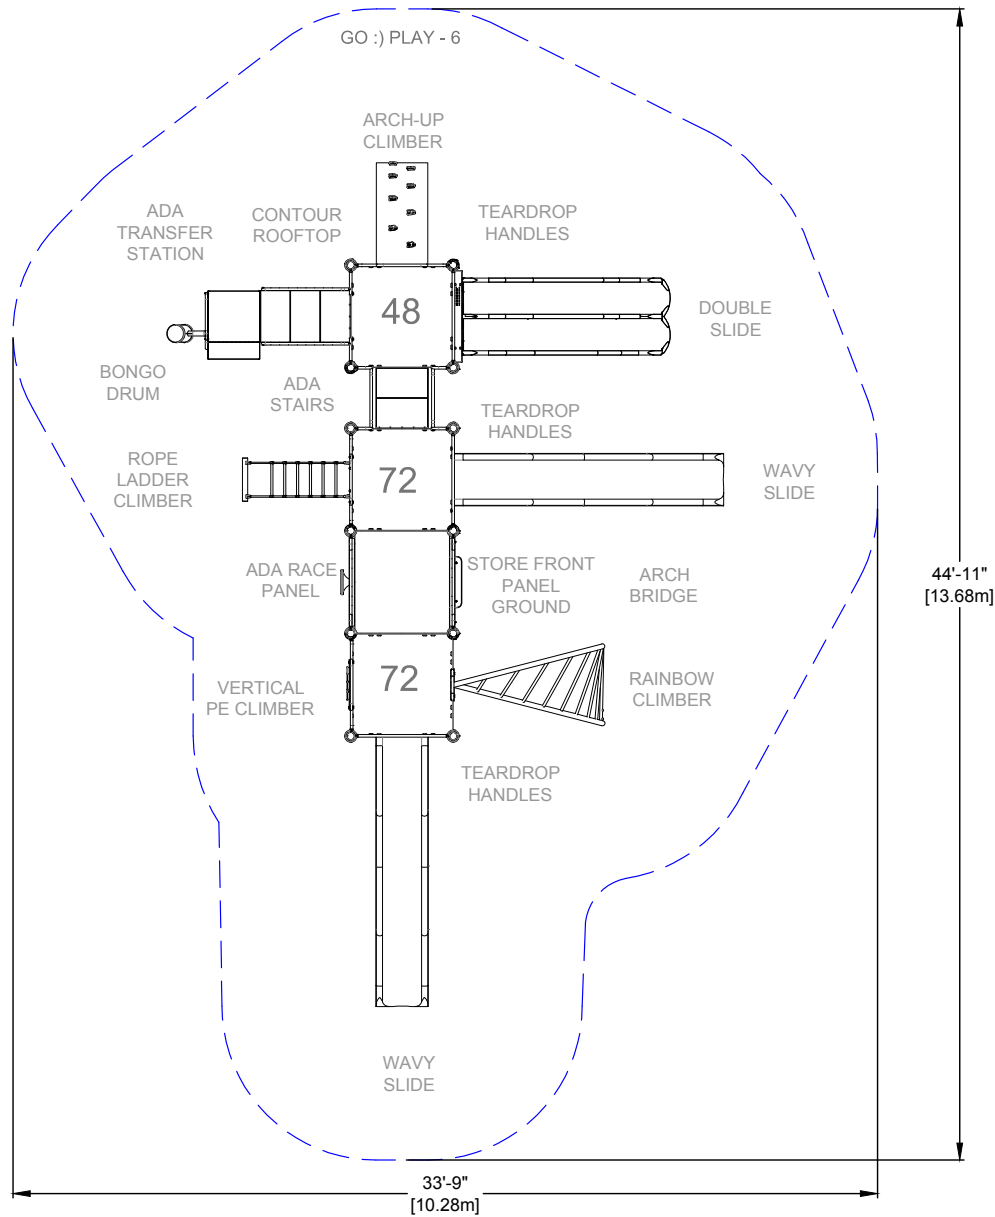 GO :) PLAY - 6
ARCH-UP
CLIMBER
ADA
TRANSFER
STATION
CONTOUR
ROOFTOP
TEARDROP
HANDLES
48
DOUBLE
SLIDE
BONGO
DRUM
ADA
STAIRS
TEARDROP
HANDLES
ROPE
LADDER
CLIMBER
72
WAVY
SLIDE
ADA RACE
PANEL
STORE FRONT
PANEL
GROUND
ARCH
BRIDGE
44'-11"
[13.68m]
VERTICAL
PE CLIMBER
72
RAINBOW
CLIMBER
TEARDROP
HANDLES
WAVY
SLIDE
33'-9"
[10.28m]